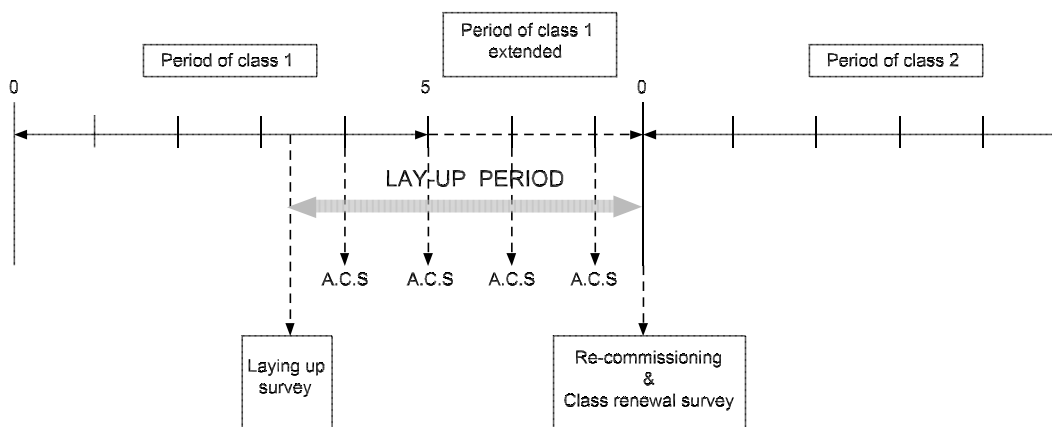 Period of class 1
Period of class 1
extended
Period of class 2
0
5
0
LAY-UP PERIOD
A.C.S
A.C.S
A.C.S
A.C.S
Laying up
survey
Re-commissioning
&
Class renewal survey